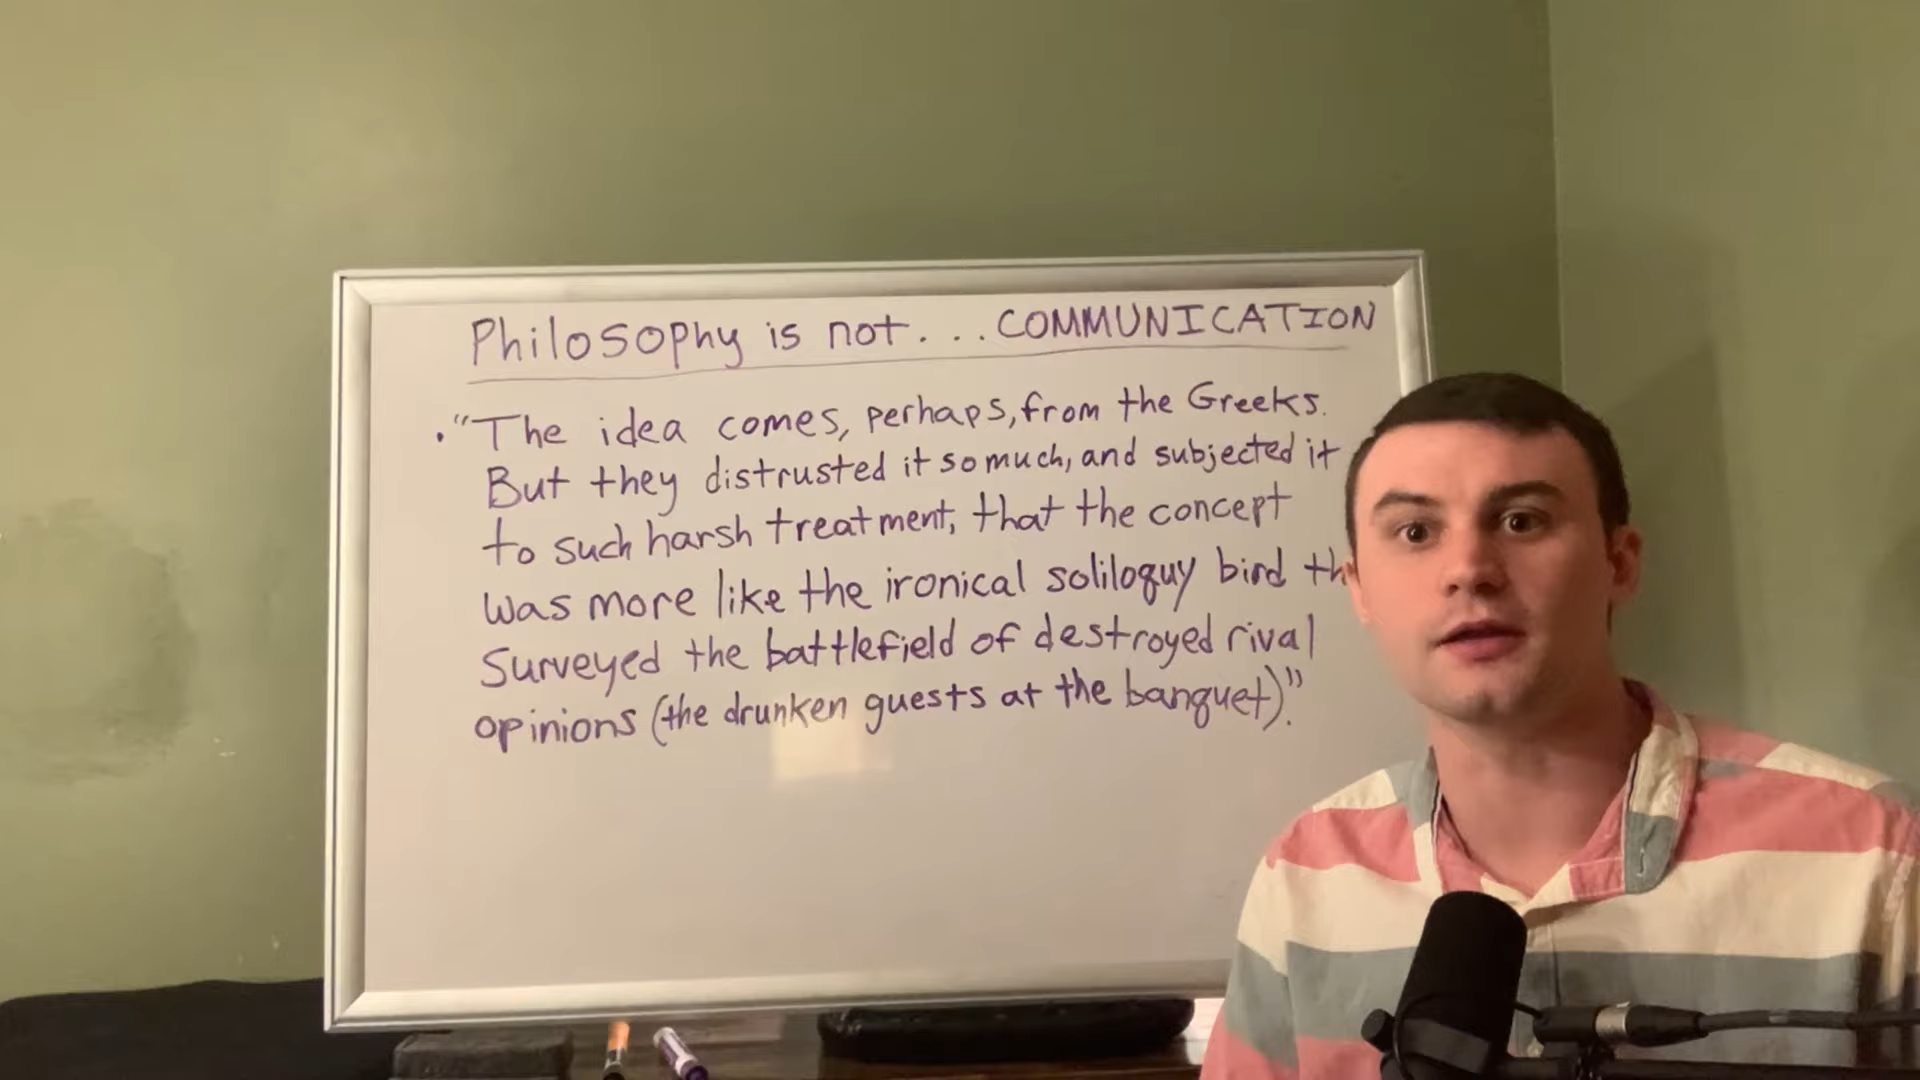 Philosophy is not... COMMUNICATION
• "The idea comes, perhaps, from the Greeks.
But they distrusted it so much, and subjected it
to such harsh treatment, that the concept
was more like the ironical soliloquy bird th
surveyed the battlefield of destroyed rival
opinions (the drunken guests at the banquet)."